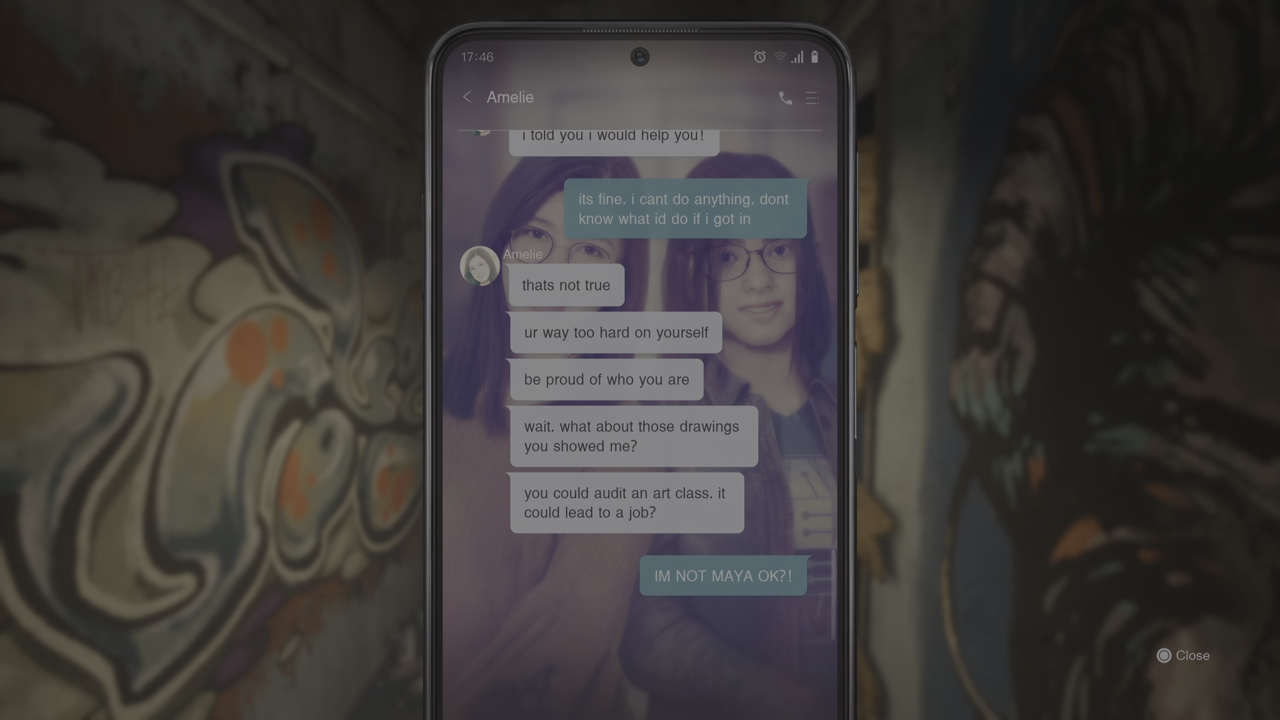 17:46
Amelie
i told you i would help you!
its fine. i cant do anything. dont
know what id do if i got in
Amelie
thats not true
ur way too hard on yourself
be proud of who you are
wait. what about those drawings
you showed me?
you could audit an art class. it
could lead to a job?
IM NOT MAYA OK?!
Close